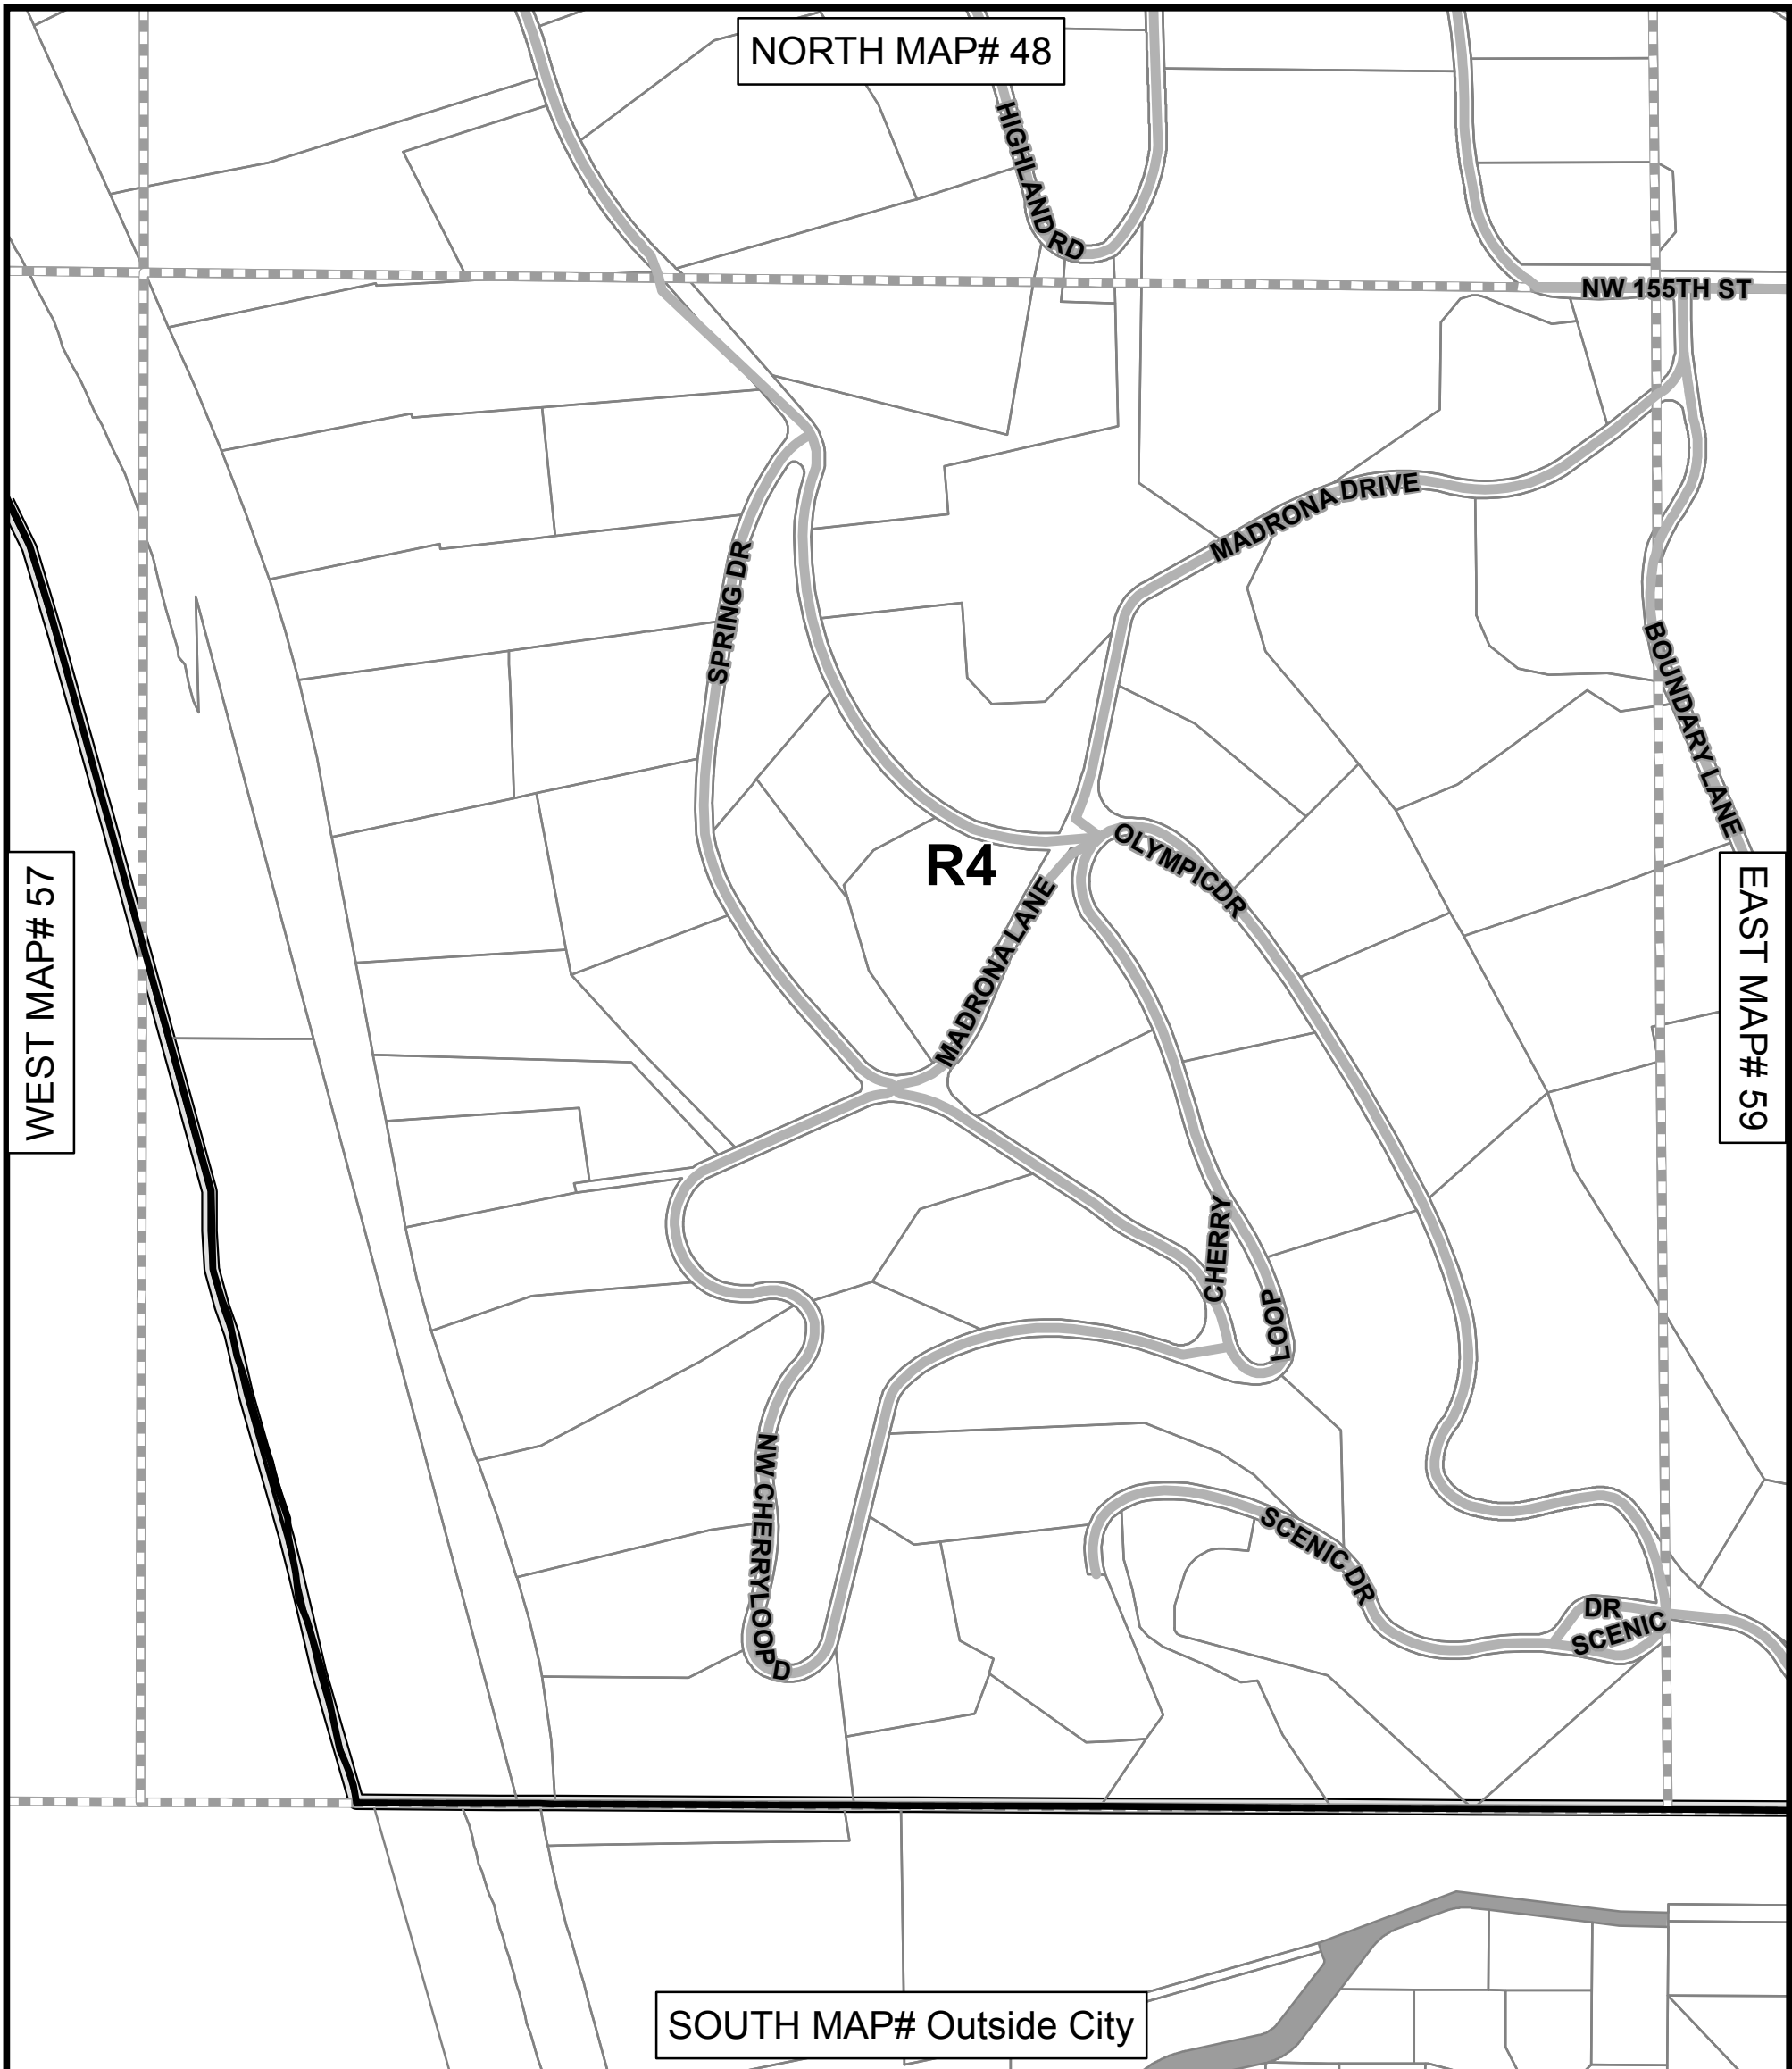 NORTH MAP# 48
HIGHLAND RD
NW 155TH ST
MADRONA DRIVE
SPRING DR
BOUNDARY LANE
OLYMPIC DR
R4
WEST MAP# 57
EAST MAP# 59
MADRONA LANE
CHERRY
LOOP
NW CHERRY LOOP D
SCENIC DR
DR
SCENIC
SOUTH MAP# Outside City